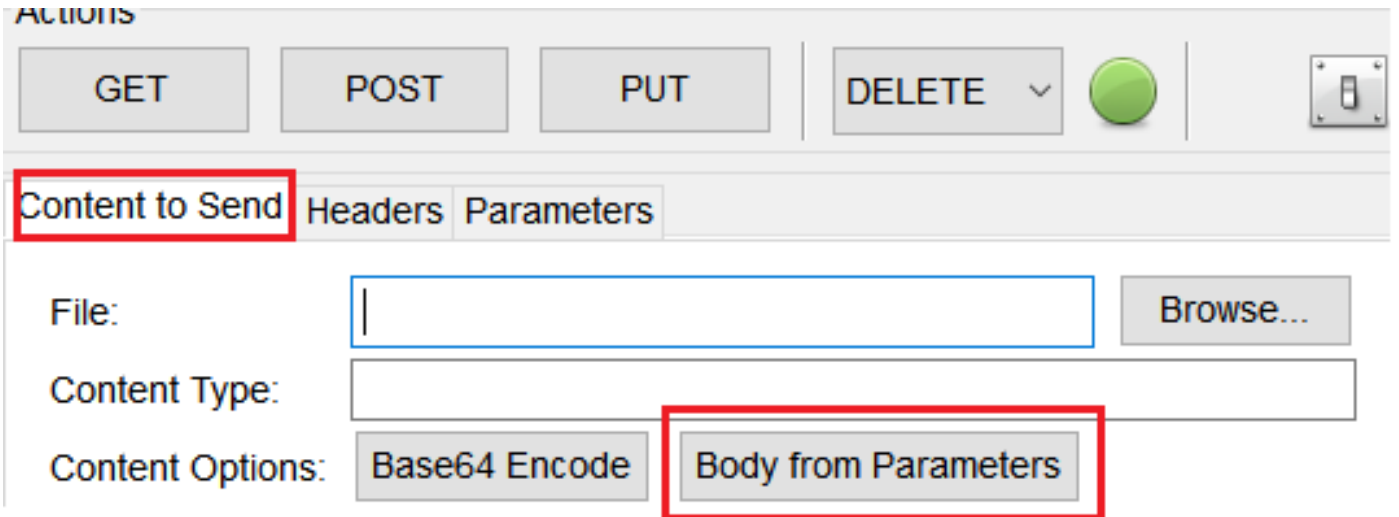 Actions
GET POST PUT DELETE
Content to Send Headers Parameters
File: Browse...
Content Type:
Content Options: Base64 Encode Body from Parameters